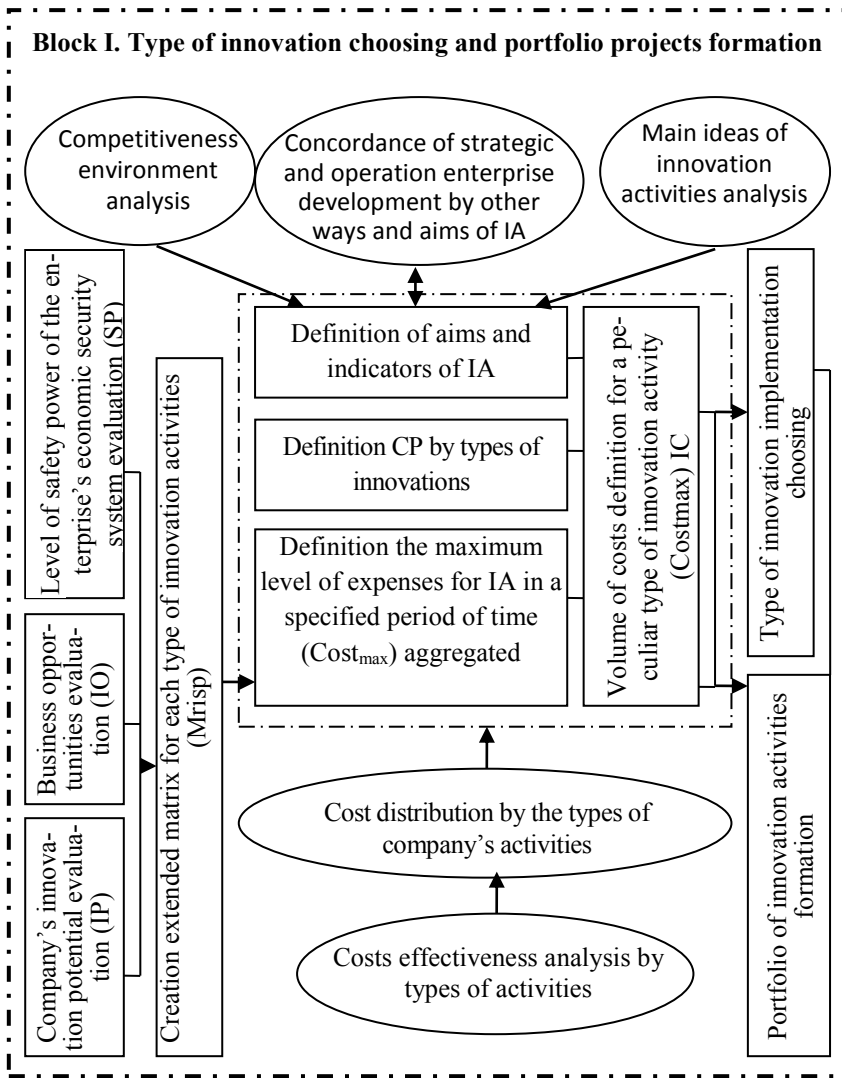 Block I. Type of innovation choosing and portfolio projects formation
Competitiveness
environment
analysis
Concordance of strategic
and operation enterprise
development by other
ways and aims of IA
Main ideas of
innovation
activities analysis
Level of safety power of the en-
terprise’s economic security
system evaluation (SP)
Business oppor-
tunities evalua-
tion (IO)
Company’s innova-
tion potential evalua-
tion (IP)
Creation extended matrix for each type of innovation activities
(Mrisp)
Definition of aims and
indicators of IA
Definition CP by types of
innovations
Definition the maximum
level of expenses for IA in a
specified period of time
(Costmax) aggregated
Volume of costs definition for a pe-
culiar type of innovation activity
(Costmax) IC
Type of innovation implementation
choosing
Portfolio of innovation activities
formation
Cost distribution by the types of
company’s activities
Costs effectiveness analysis by
types of activities